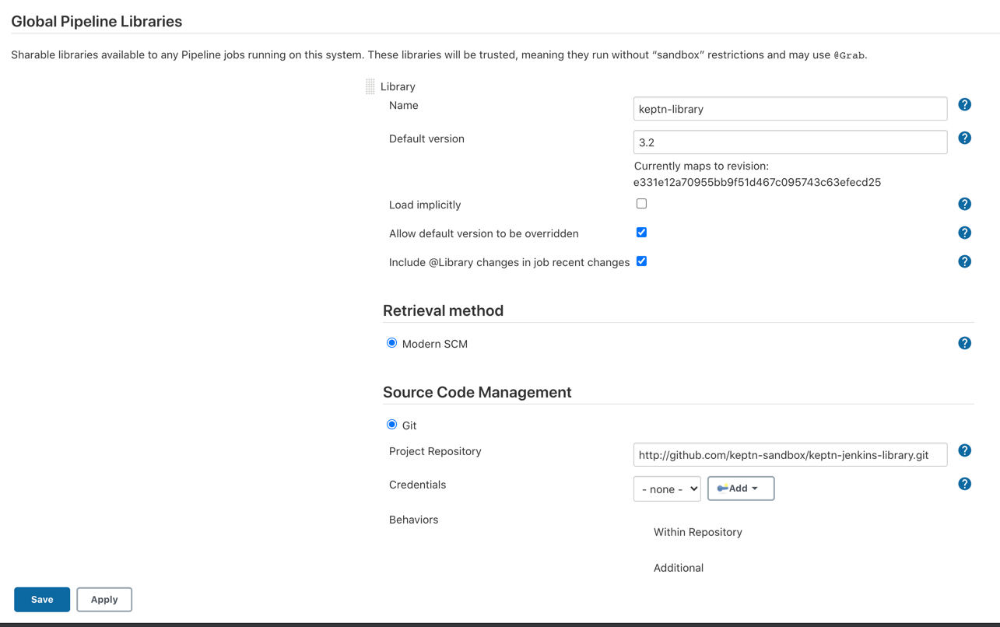 Global Pipeline Libraries
Sharable libraries available to any Pipeline jobs running on this system. These libraries will be trusted, meaning they run without “sandbox” restrictions and may use @Grab.
Library
Name
keptn-library
Default version
3.2
Currently maps to revision:
e331e12a70955bb9f51d467c095743c63efecd25
Load implicitly
Allow default version to be overridden
Include @Library changes in job recent changes
Retrieval method
Modern SCM
Source Code Management
Git
Project Repository
http://github.com/keptn-sandbox/keptn-jenkins-library.git
Credentials
- none -
Add
Behaviors
Within Repository
Additional
Save
Apply